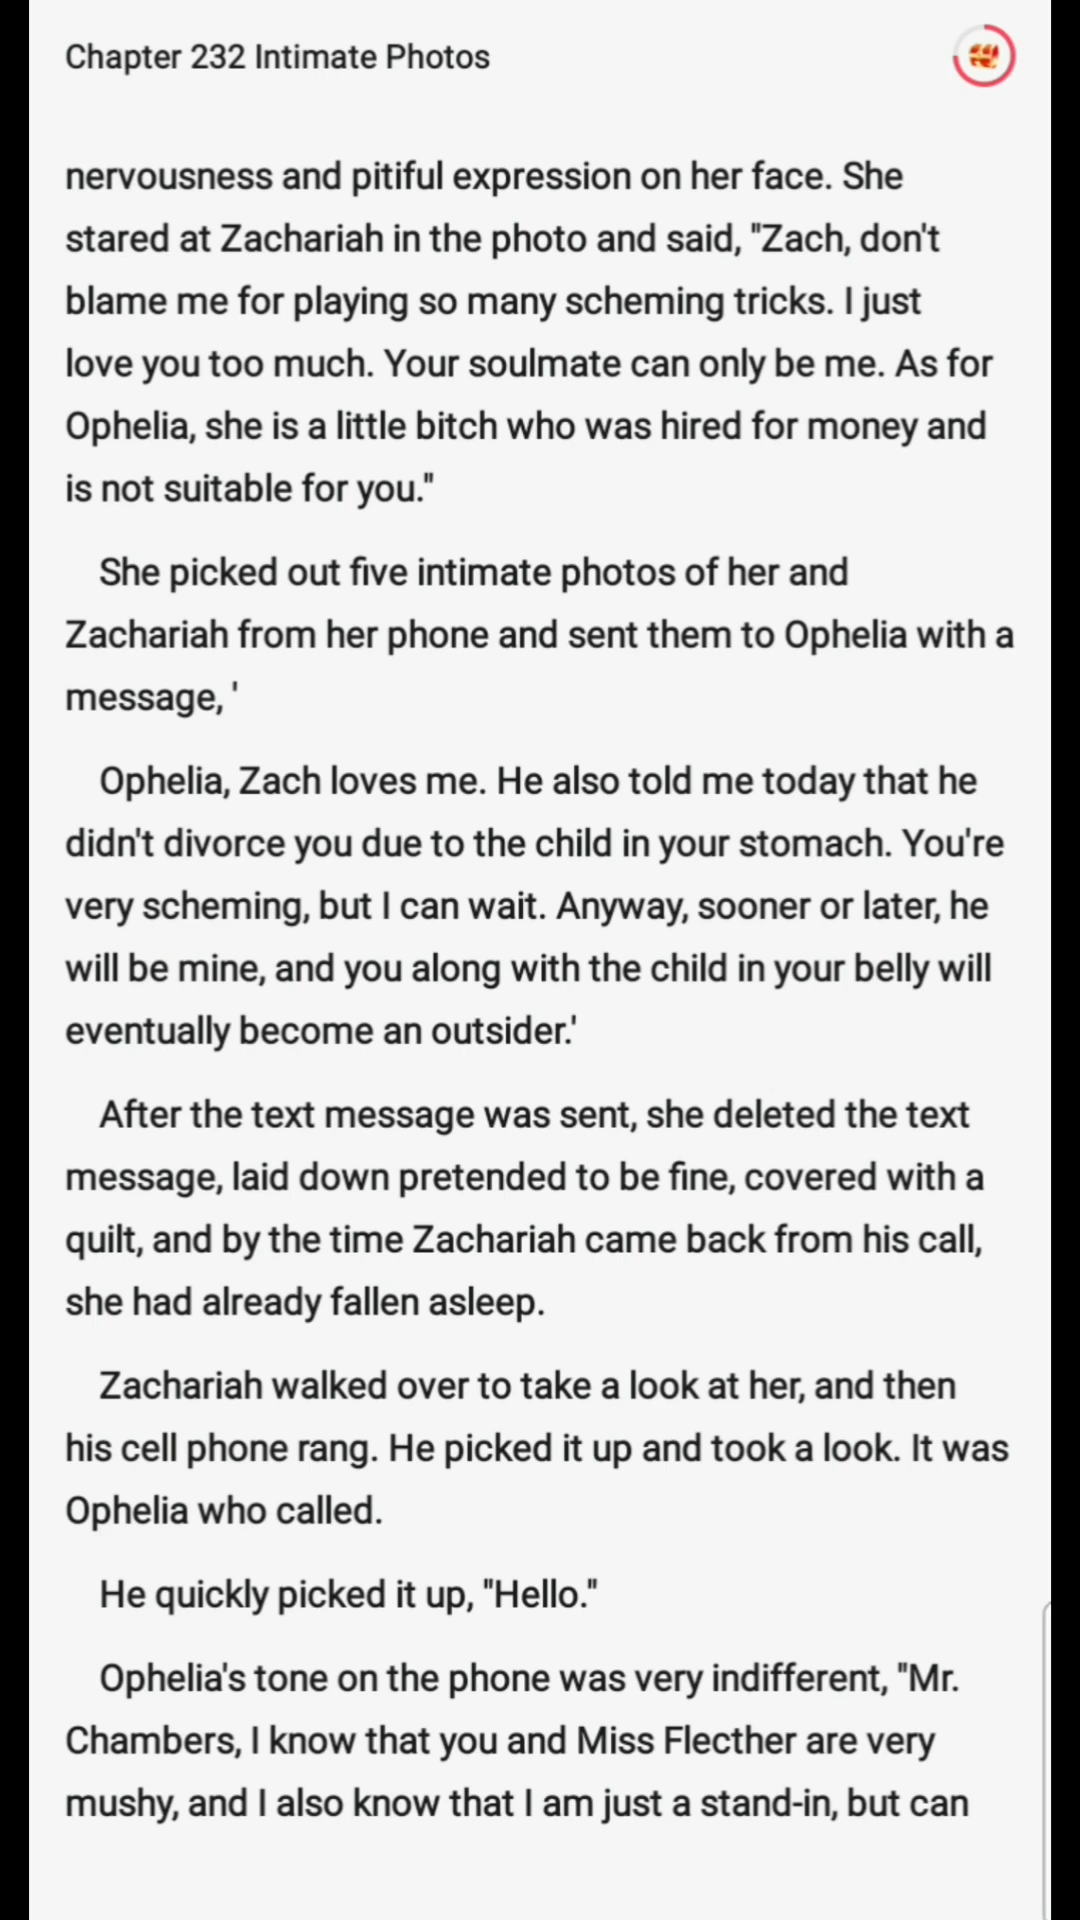 Chapter 232 Intimate Photos
nervousness and pitiful expression on her face. She
stared at Zachariah in the photo and said, "Zach, don't
blame me for playing so many scheming tricks. I just
love you too much. Your soulmate can only be me. As for
Ophelia, she is a little bitch who was hired for money and
is not suitable for you."
She picked out five intimate photos of her and
Zachariah from her phone and sent them to Ophelia with a
message, '
Ophelia, Zach loves me. He also told me today that he
didn't divorce you due to the child in your stomach. You're
very scheming, but I can wait. Anyway, sooner or later, he
will be mine, and you along with the child in your belly will
eventually become an outsider.'
After the text message was sent, she deleted the text
message, laid down pretended to be fine, covered with a
quilt, and by the time Zachariah came back from his call,
she had already fallen asleep.
Zachariah walked over to take a look at her, and then
his cell phone rang. He picked it up and took a look. It was
Ophelia who called.
He quickly picked it up, "Hello."
Ophelia's tone on the phone was very indifferent, "Mr.
Chambers, I know that you and Miss Flecther are very
mushy, and I also know that I am just a stand-in, but can